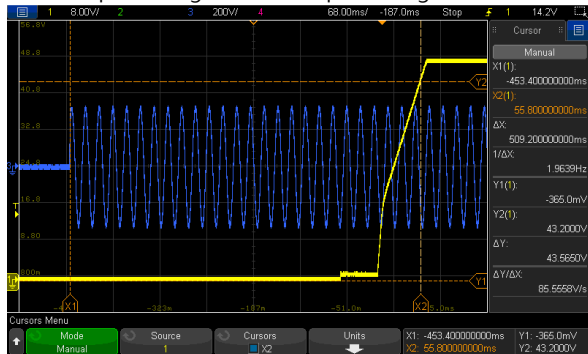 1 8.00V/ 2 3 200V/ 4 68.00ms/ -187.0ms Stop 1 14.2V
56.8V
48.8
40.8
32.8
24.8
16.8
8.80
800m
-323m -187m -51.0m
X1 X2
Y2
Y1
T
Cursor
Manual
X1(1):
-453.400000000ms
X2(1):
55.800000000ms
ΔX:
509.200000000ms
1/ΔX:
1.9639Hz
Y1(1):
-365.0mV
Y2(1):
43.2000V
ΔY:
43.5650V
ΔY/ΔX:
85.5558V/s
Cursors Menu
Mode Source Cursors Units
Manual 1 X2
X1: -453.400000000ms Y1: -365.0mV
X2: 55.800000000ms Y2: 43.2000V